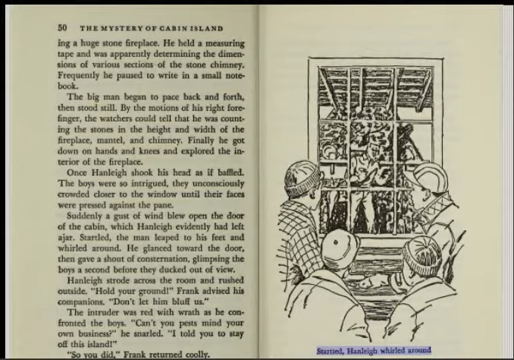 50 THE MYSTERY OF CABIN ISLAND
ing a huge stone fireplace. He held a measuring
tape and was apparently determining the dimen-
sions of various sections of the stone chimney.
Frequently he paused to write in a small note-
book.
The big man began to pace back and forth,
then stood still. By the motions of his right fore-
finger, the watchers could tell that he was count-
ing the stones in the height and width of the
fireplace, mantel, and chimney. Finally he got
down on hands and knees and explored the in-
terior of the fireplace.
Once Hanleigh shook his head as if baffled.
The boys were so intrigued, they unconsciously
crowded closer to the window until their faces
were pressed against the pane.
Suddenly a gust of wind blew open the door
of the cabin, which Hanleigh evidently had left
ajar. Startled, the man leaped to his feet and
whirled around. He glanced toward the door,
then gave a shout of consternation, glimpsing the
boys a second before they ducked out of view.
Hanleigh strode across the room and rushed
outside. "Hold your ground!" Frank advised his
companions. "Don't let him bluff us."
The intruder was red with wrath as he con-
fronted the boys. "Can't you pests mind your
own business?" he snarled. "I told you to stay
off this island!"
"So you did," Frank returned coolly.
Startled, Hanleigh whirled around